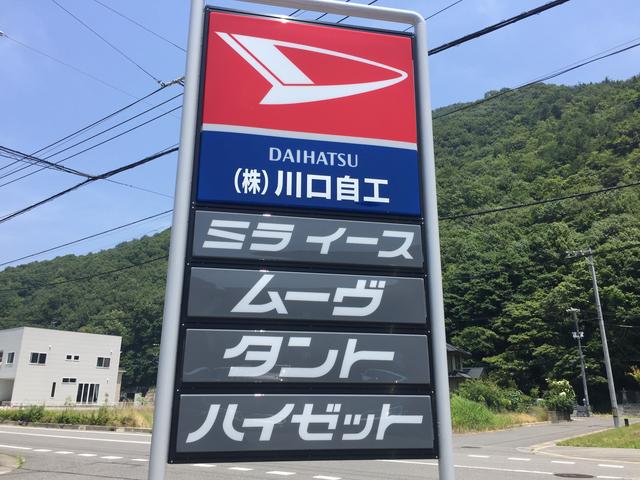 DAIHATSU
(株)川口自工
ミラ イース
ムーヴ
タント
ハイゼット